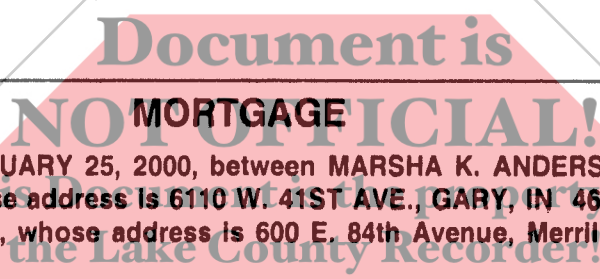 Document is
NOT OFFICIAL!
MORTGAGE
UARY 25, 2000, between MARSHA K. ANDERS
is Document is the property
se address is 6110 W. 41ST AVE., GARY, IN 46
, whose address is 600 E. 84th Avenue, Merril
the Lake County Recorder!